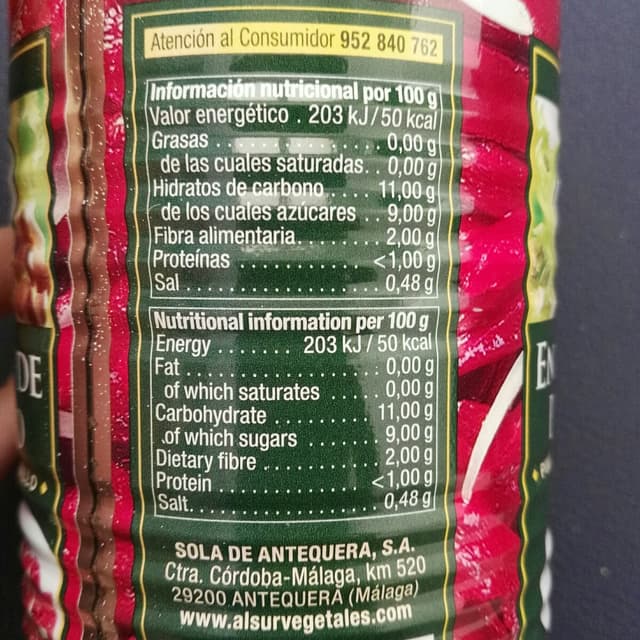 Atención al Consumidor 952 840 762
Información nutricional por 100 g
Valor energético . 203 kJ / 50 kcal
Grasas . . . . . . . . . . . . . . . 0,00 g
de las cuales saturadas. . 0,00 g
Hidratos de carbono. . . . . 11,00 g
de los cuales azúcares . . 9,00 g
Fibra alimentaria. . . . . . . . 2,00 g
Proteínas . . . . . . . . . . . . <1,00 g
Sal . . . . . . . . . . . . . . . . . . 0,48 g
Nutritional information per 100 g
Energy . . . . . . . 203 kJ / 50 kcal
Fat . . . . . . . . . . . . . . . . . . 0,00 g
of which saturates . . . . . . 0,00 g
Carbohydrate . . . . . . . . . 11,00 g
.of which sugars . . . . . . . 9,00 g
Dietary fibre . . . . . . . . . . . 2,00 g
Protein . . . . . . . . . . . . . . <1,00 g
Salt. . . . . . . . . . . . . . . . . . 0,48 g
SOLA DE ANTEQUERA, S.A.
Ctra. Córdoba-Málaga, km 520
29200 ANTEQUERA (Málaga)
www.alsurvegetales.com
DE